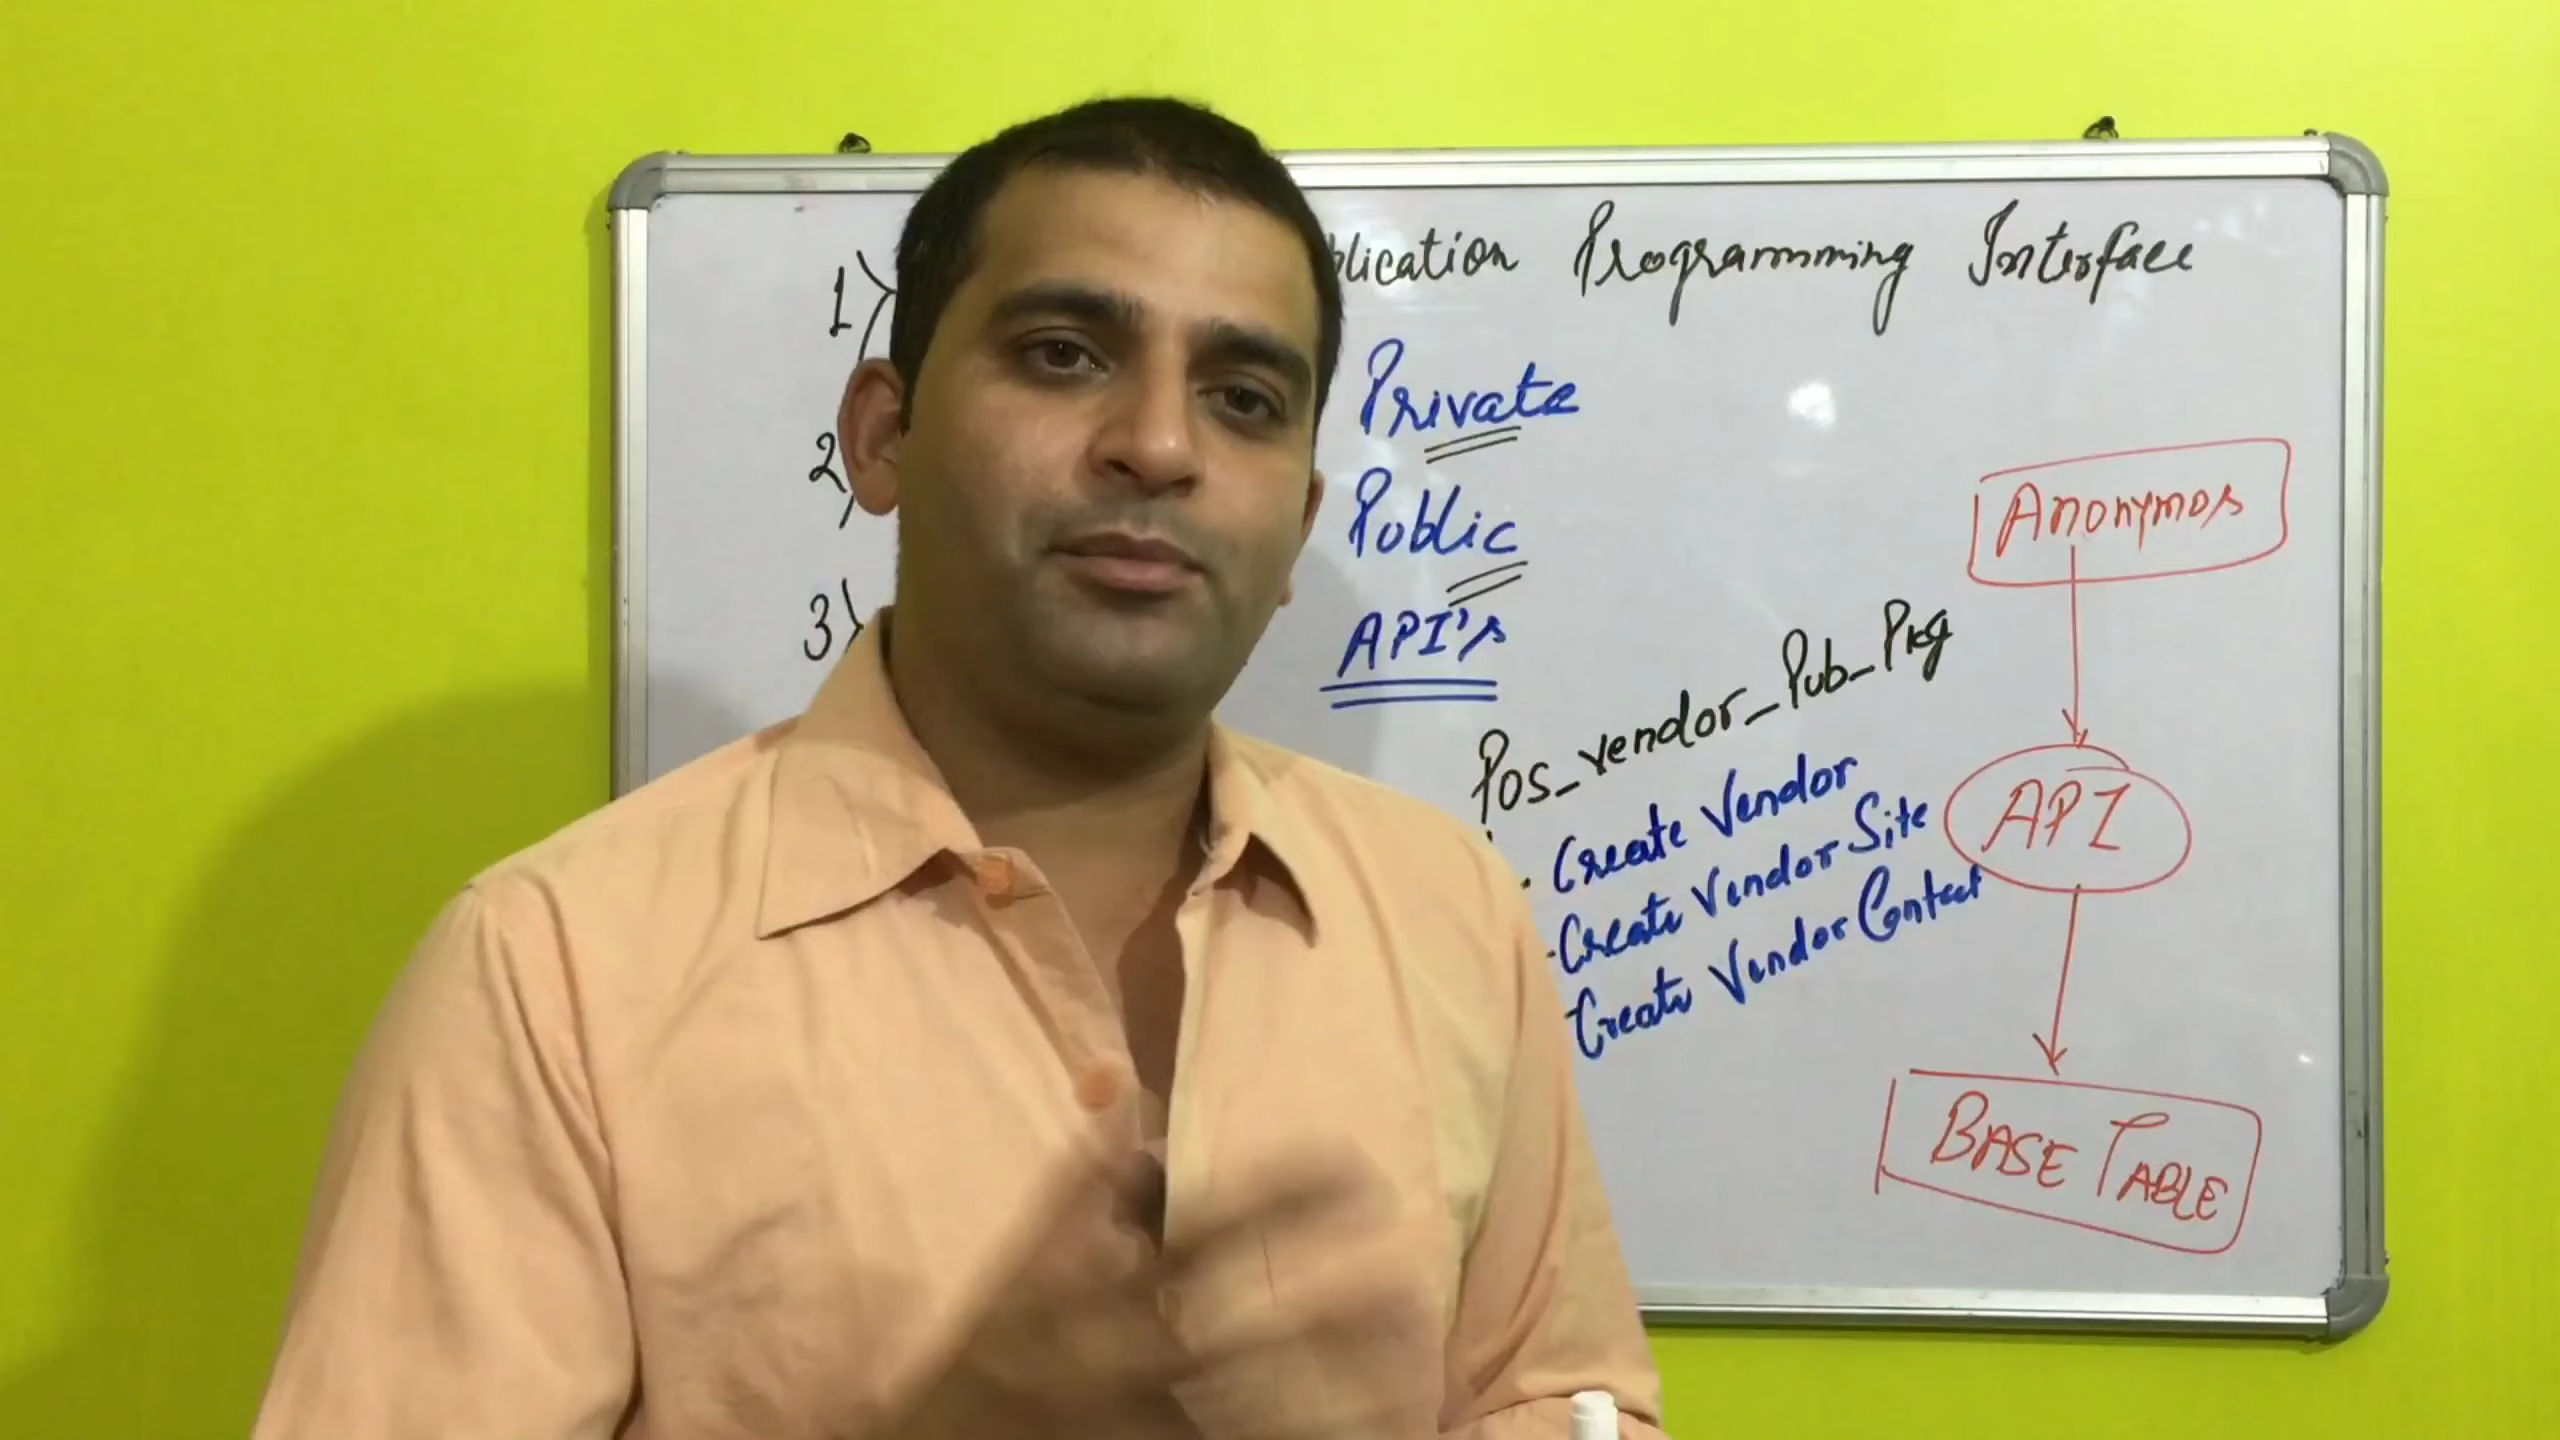 1) plication Programming Interface
Private
2) Public
3) API's
Pos_vendor_Pub_Pkg
. Create Vendor
. Create Vendor Site
Create Vendor Contact
Anonymos
API
BASE TABLE